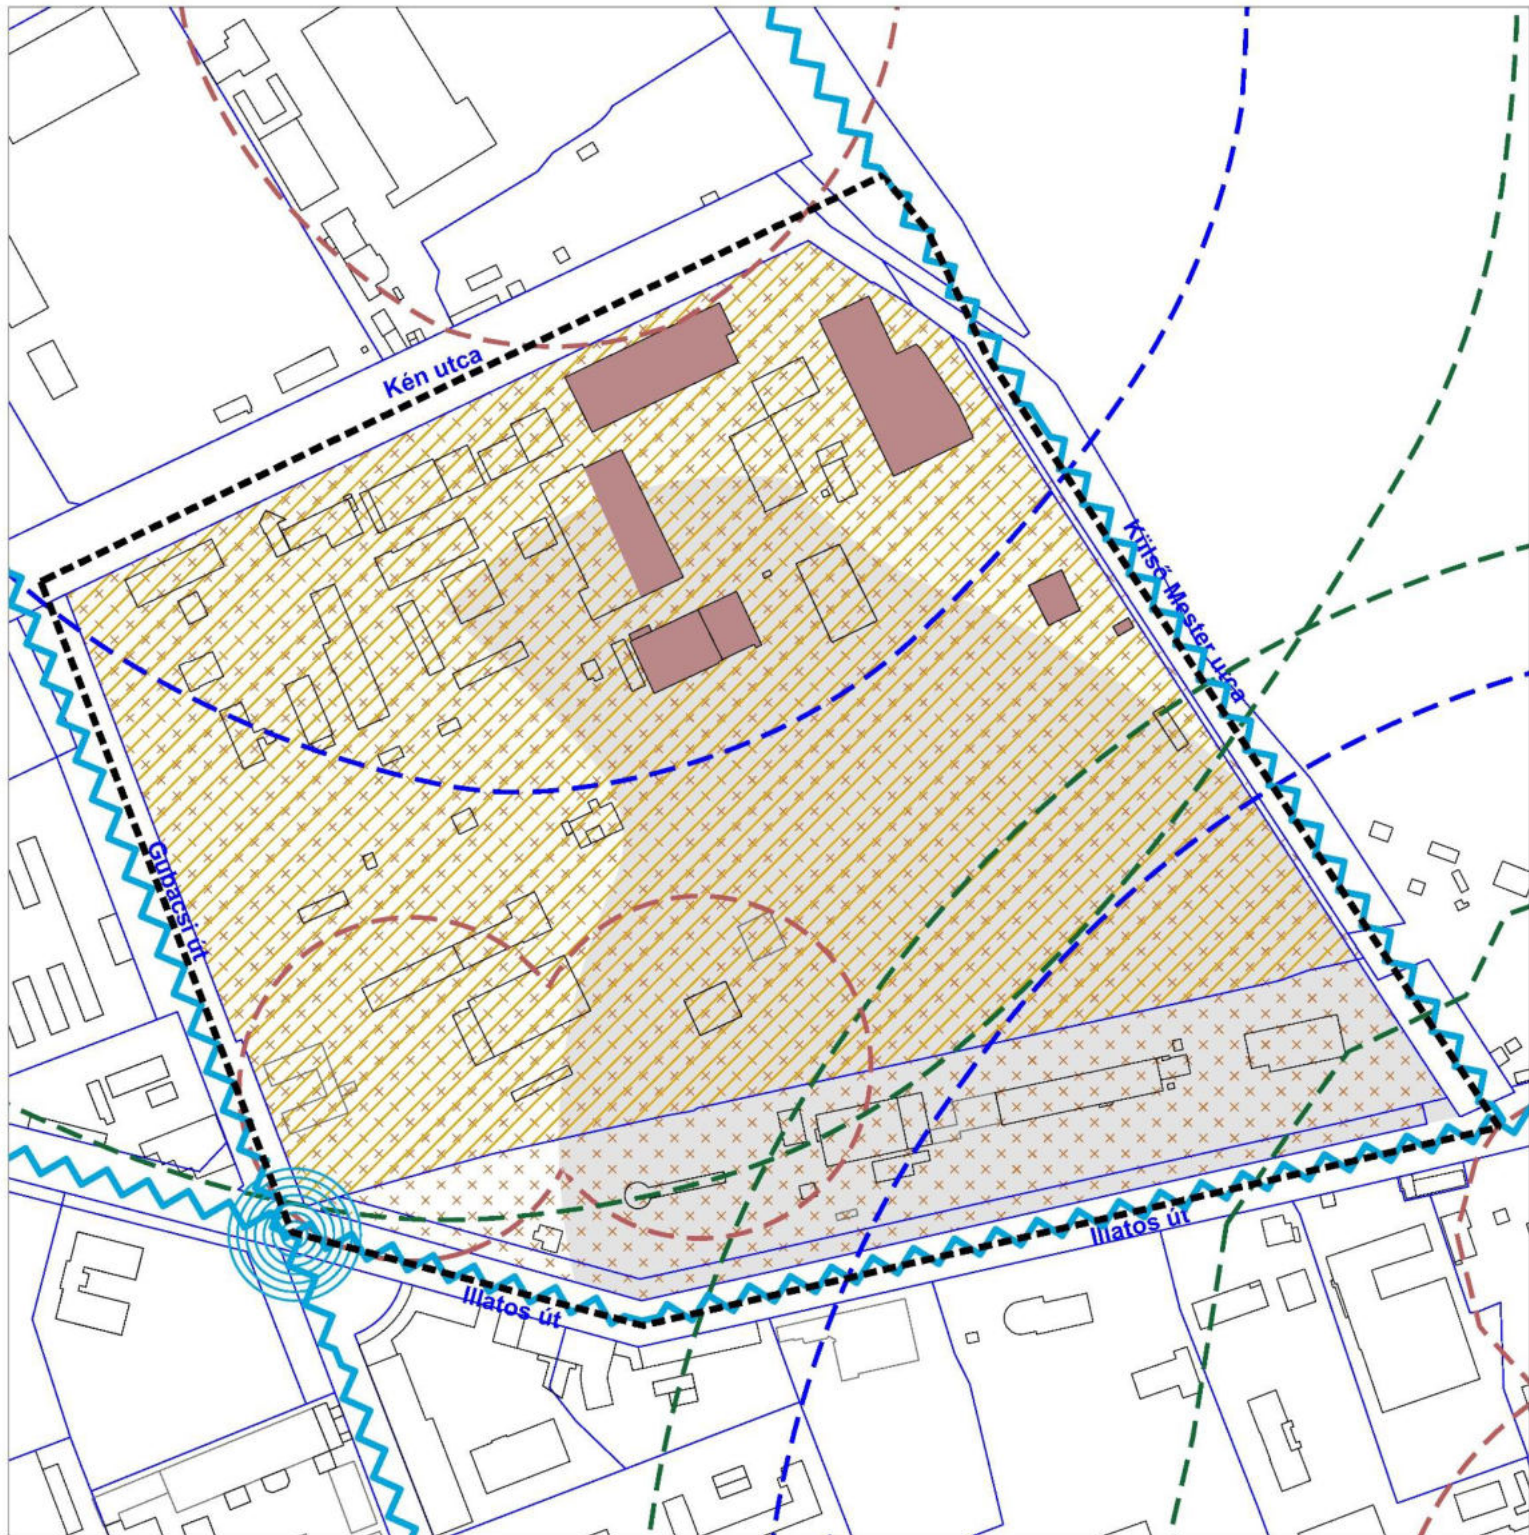 Kén utca
Külső Mester utca
Gubacsi út
Illatos út
Illatos út